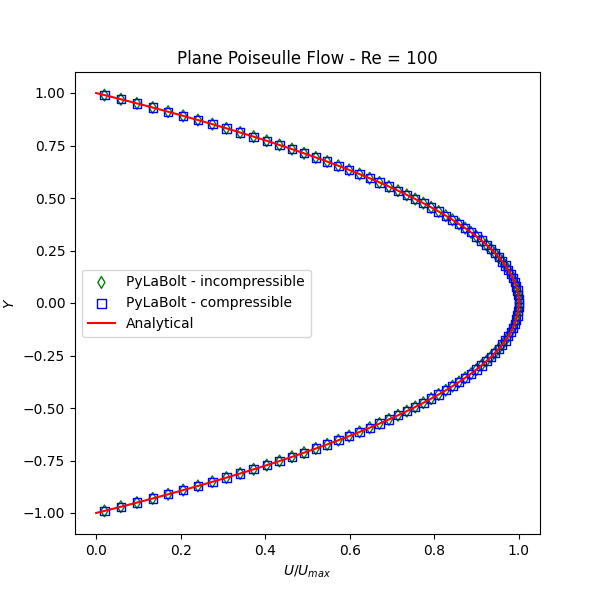 Plane Poiseulle Flow - Re = 100
1.00
0.75
0.50
0.25
0.00
−0.25
−0.50
−0.75
−1.00
Y
PyLaBolt - incompressible
PyLaBolt - compressible
Analytical
0.0 0.2 0.4 0.6 0.8 1.0
U/U_max